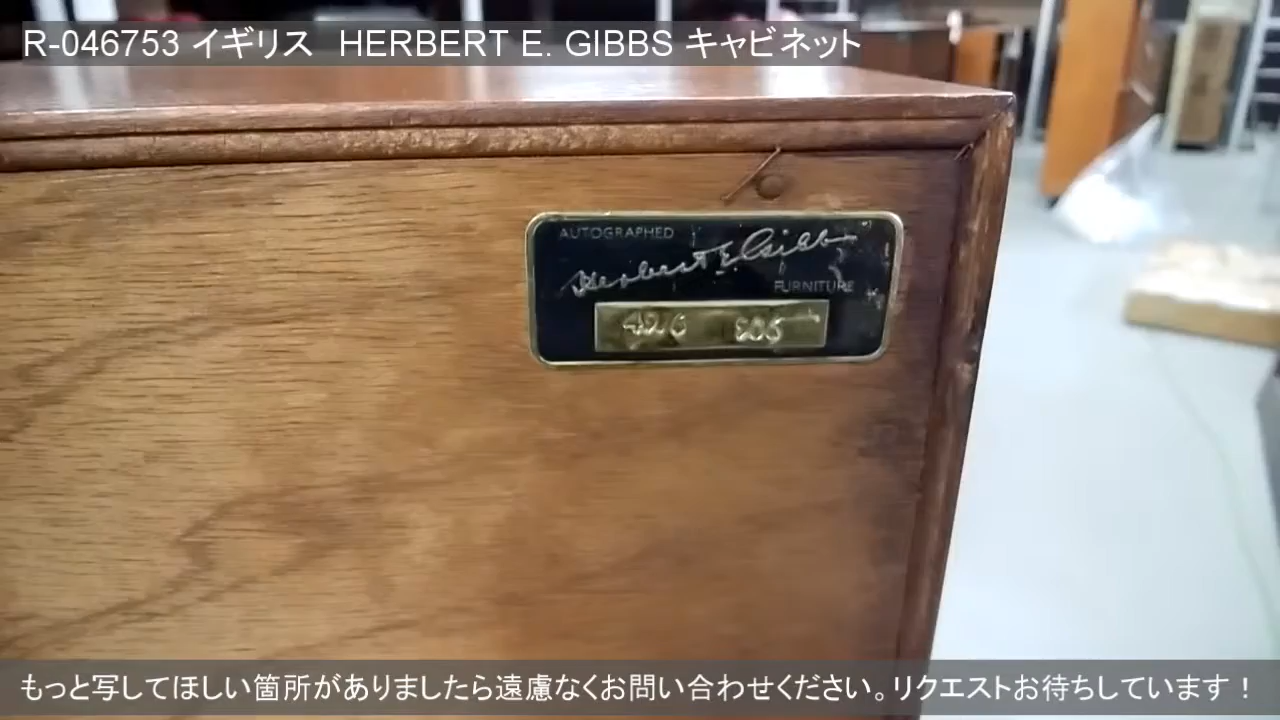 R-046753 イギリス HERBERT E. GIBBS キャビネット
AUTOGRAPHED
Herbert E Gibbs
FURNITURE
もっと写してほしい箇所がありましたら遠慮なくお問い合わせください。リクエストお待ちしています！